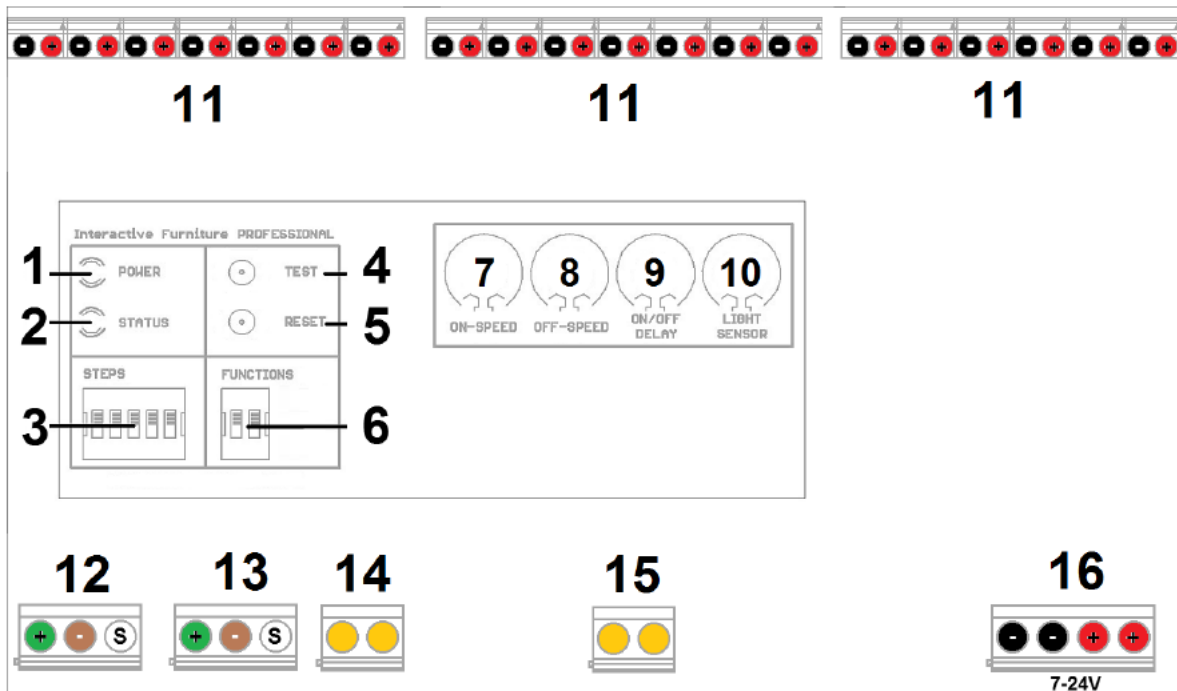 11 11 11
Interactive Furniture PROFESSIONAL
1 POWER TEST 4
2 STATUS RESET 5
7 8 9 10
ON-SPEED OFF-SPEED ON/OFF DELAY LIGHT SENSOR
STEPS FUNCTIONS
3 6
12 13 14 15 16
+ - S + - S - - + +
7-24V